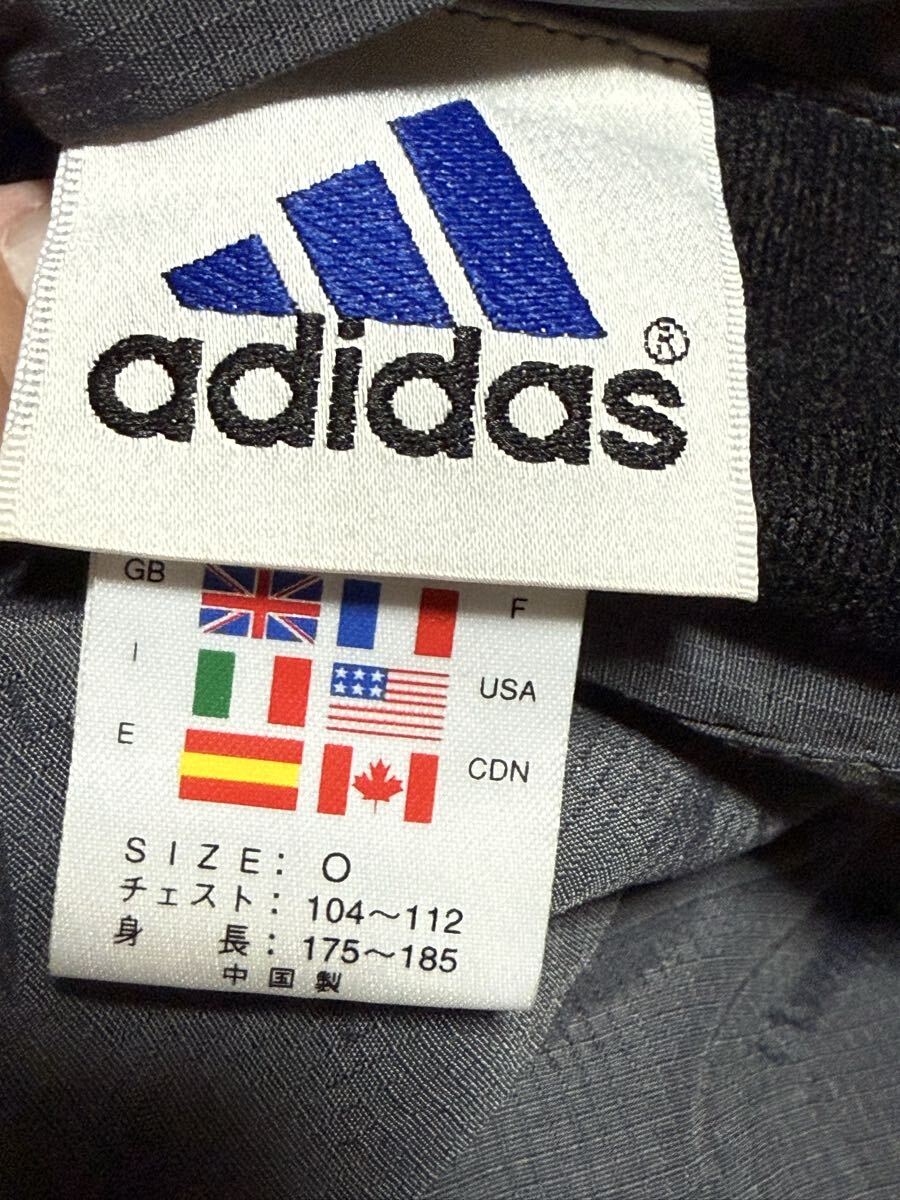 adidas®
GB F
I USA
E CDN
SIZE: O
チェスト: 104〜112
身長: 175〜185
中国製